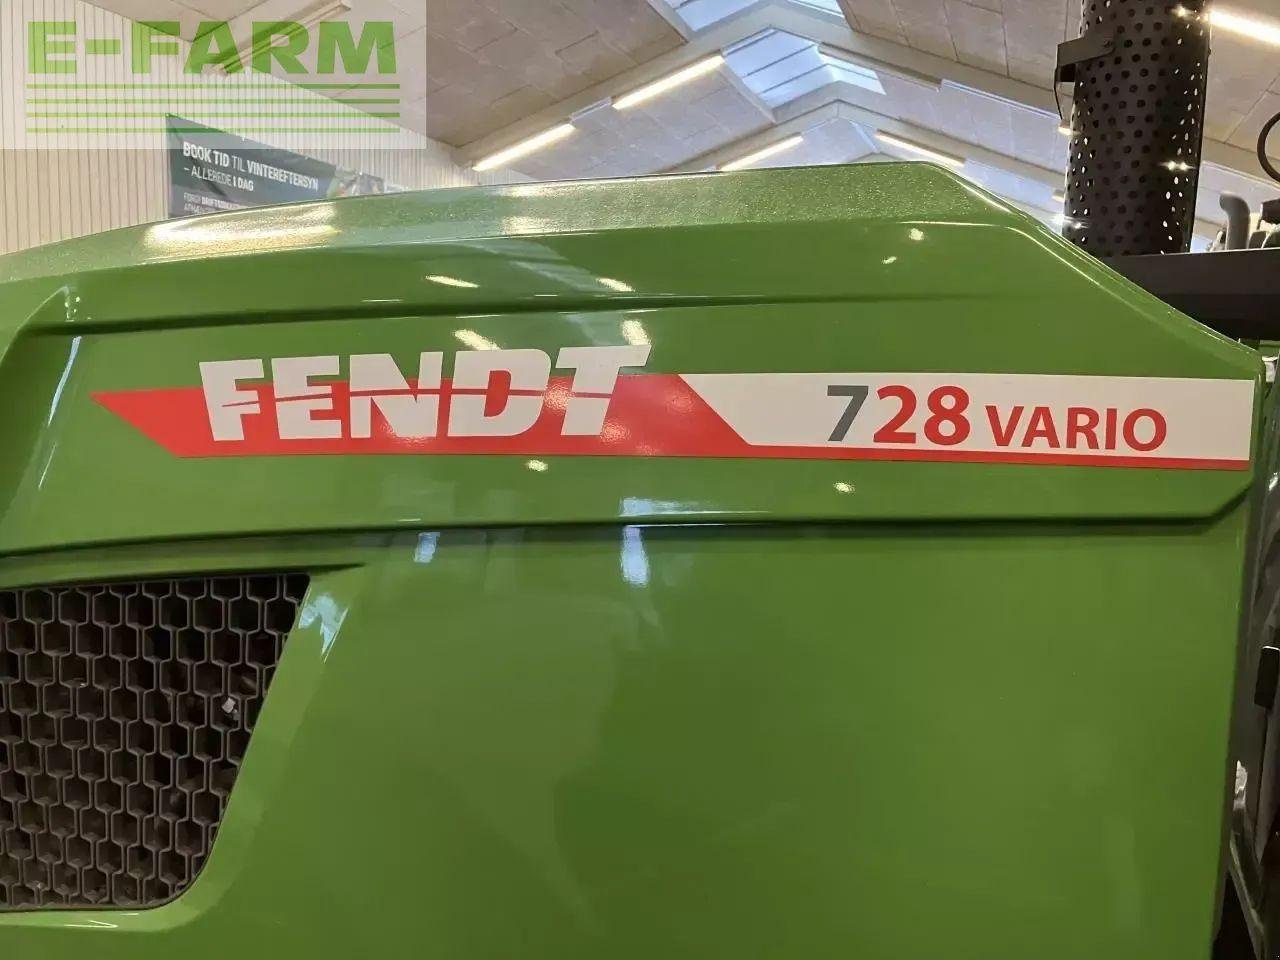 E-FARM
BOOK TID TIL VINTEREFTERSYN
- ALLEREDE I DAG
FENDT
728 VARIO